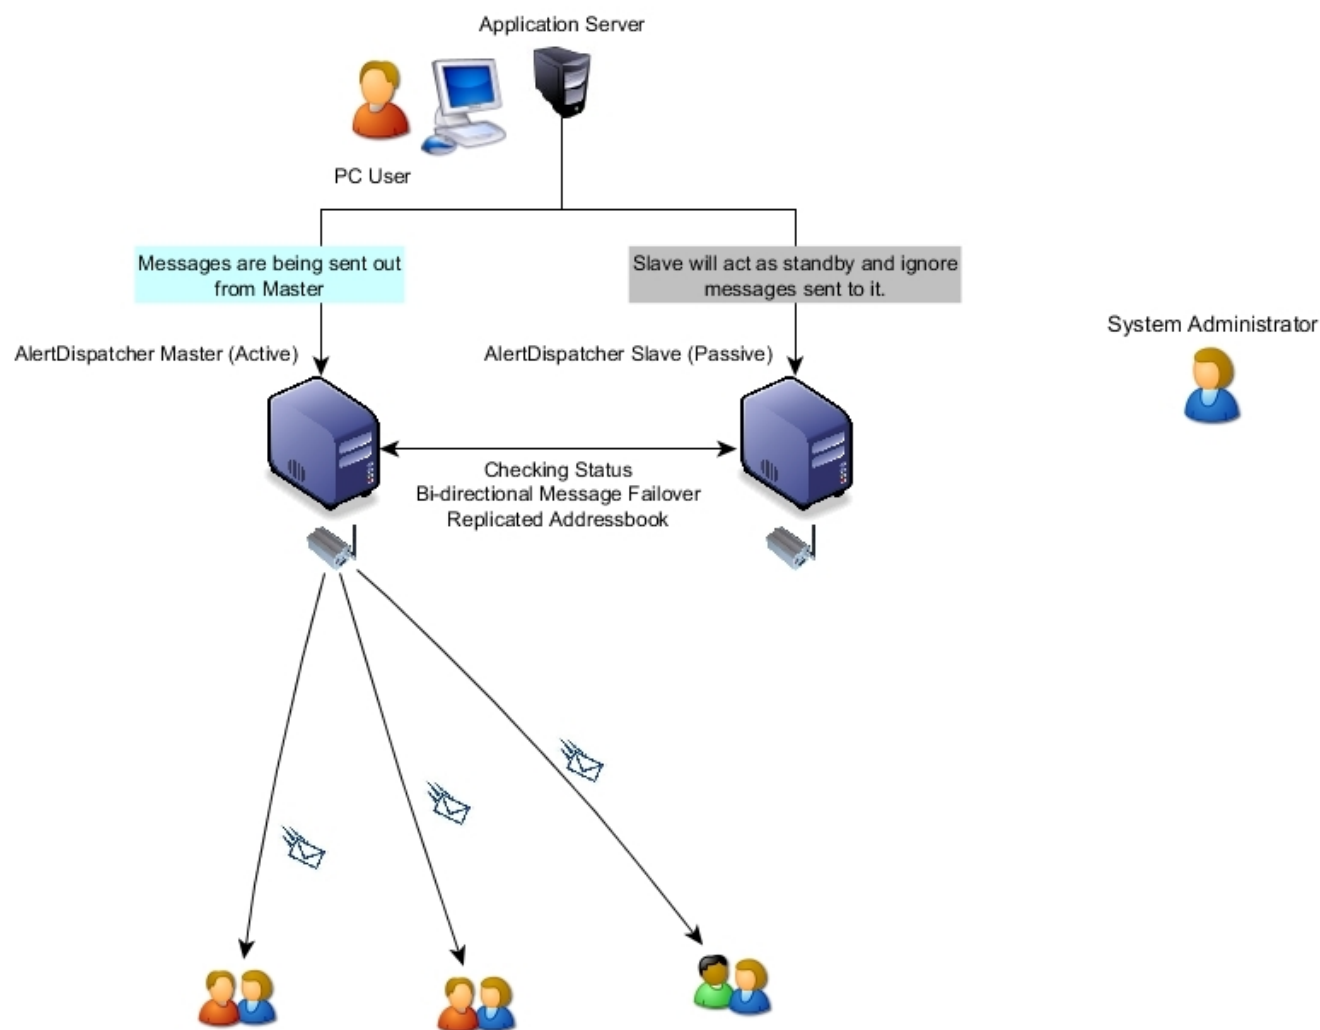 Application Server
PC User
Messages are being sent out
from Master
Slave will act as standby and ignore
messages sent to it.
System Administrator
AlertDispatcher Master (Active)
AlertDispatcher Slave (Passive)
Checking Status
Bi-directional Message Failover
Replicated Addressbook